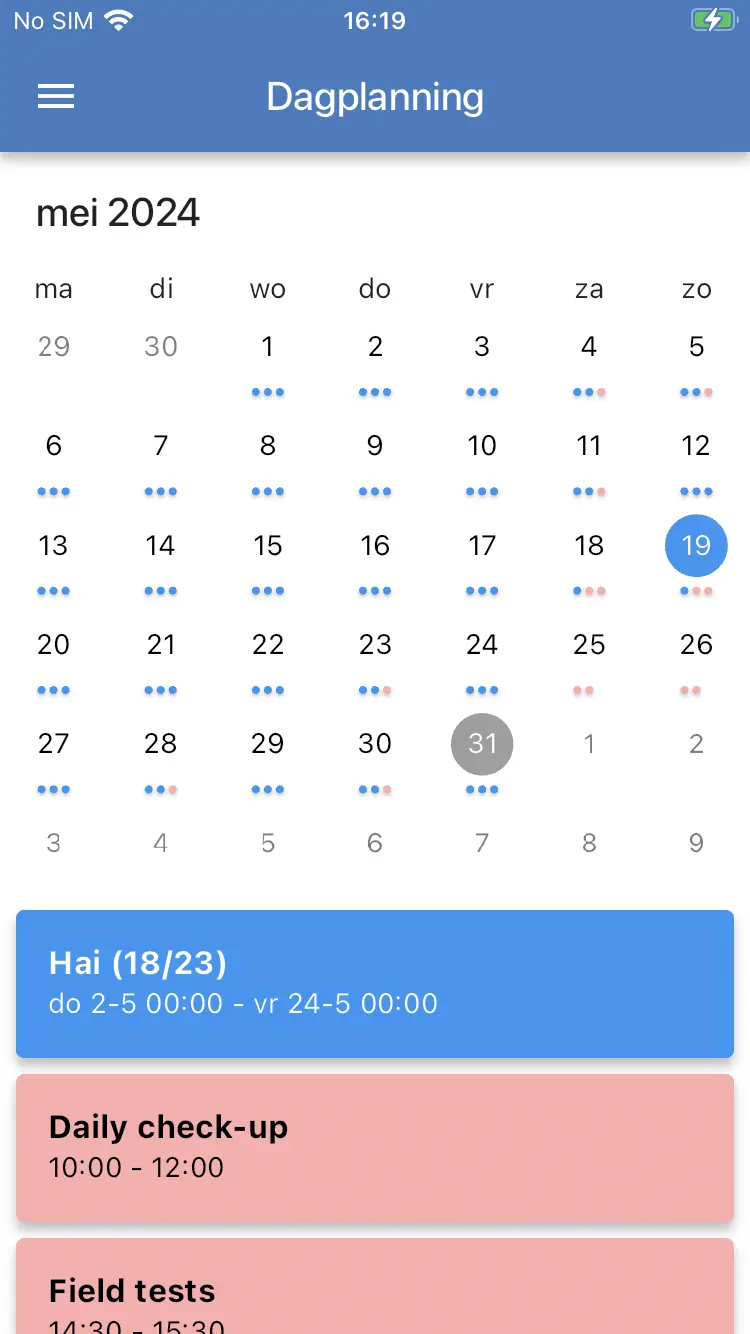 No SIM 16:19
Dagplanning
mei 2024
ma di wo do vr za zo
29 30 1 2 3 4 5
6 7 8 9 10 11 12
13 14 15 16 17 18 19
20 21 22 23 24 25 26
27 28 29 30 31 1 2
3 4 5 6 7 8 9
Hai (18/23)
do 2-5 00:00 - vr 24-5 00:00
Daily check-up
10:00 - 12:00
Field tests
14:30 - 15:30